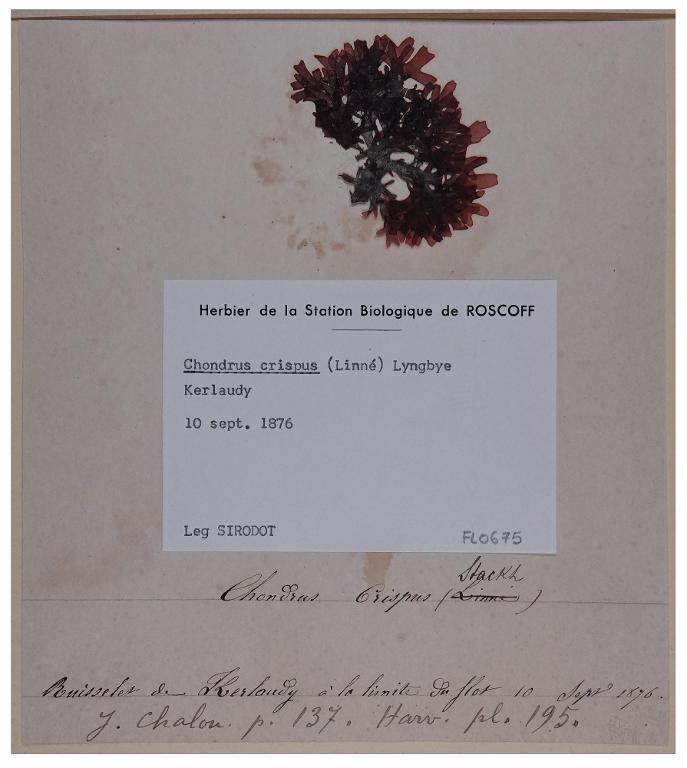 Herbier de la Station Biologique de ROSCOFF
Chondrus crispus (Linné) Lyngbye
Kerlaudy
10 sept. 1876
Leg SIRODOT
FL0675
Stackh
Chondrus Crispus (Linné)
Ruisselet de Kerlaudy à la limite du flot 10 Sept 1876.
J. Chalon. p. 137. Harv. pl. 195.